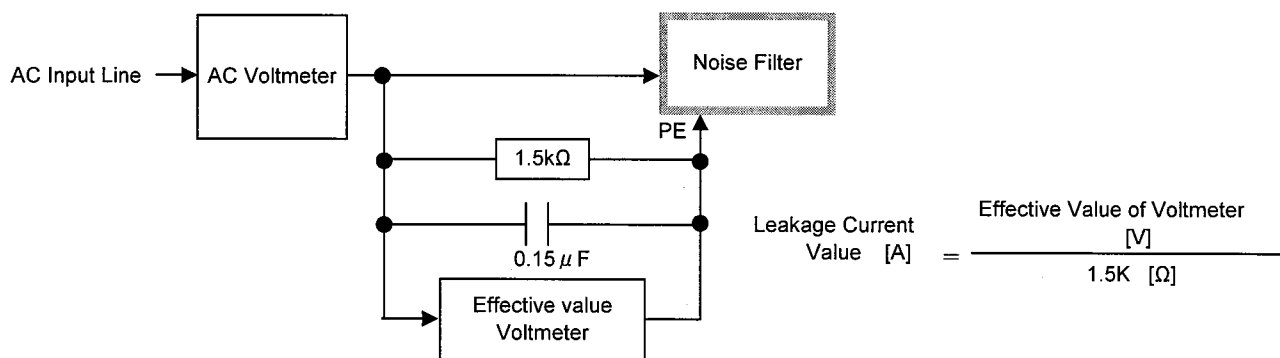 AC Input Line
AC Voltmeter
Noise Filter
PE
1.5kΩ
0.15 μ F
Effective value
Voltmeter
Leakage Current
Value [A]
=
Effective Value of Voltmeter
[V]
1.5K [Ω]